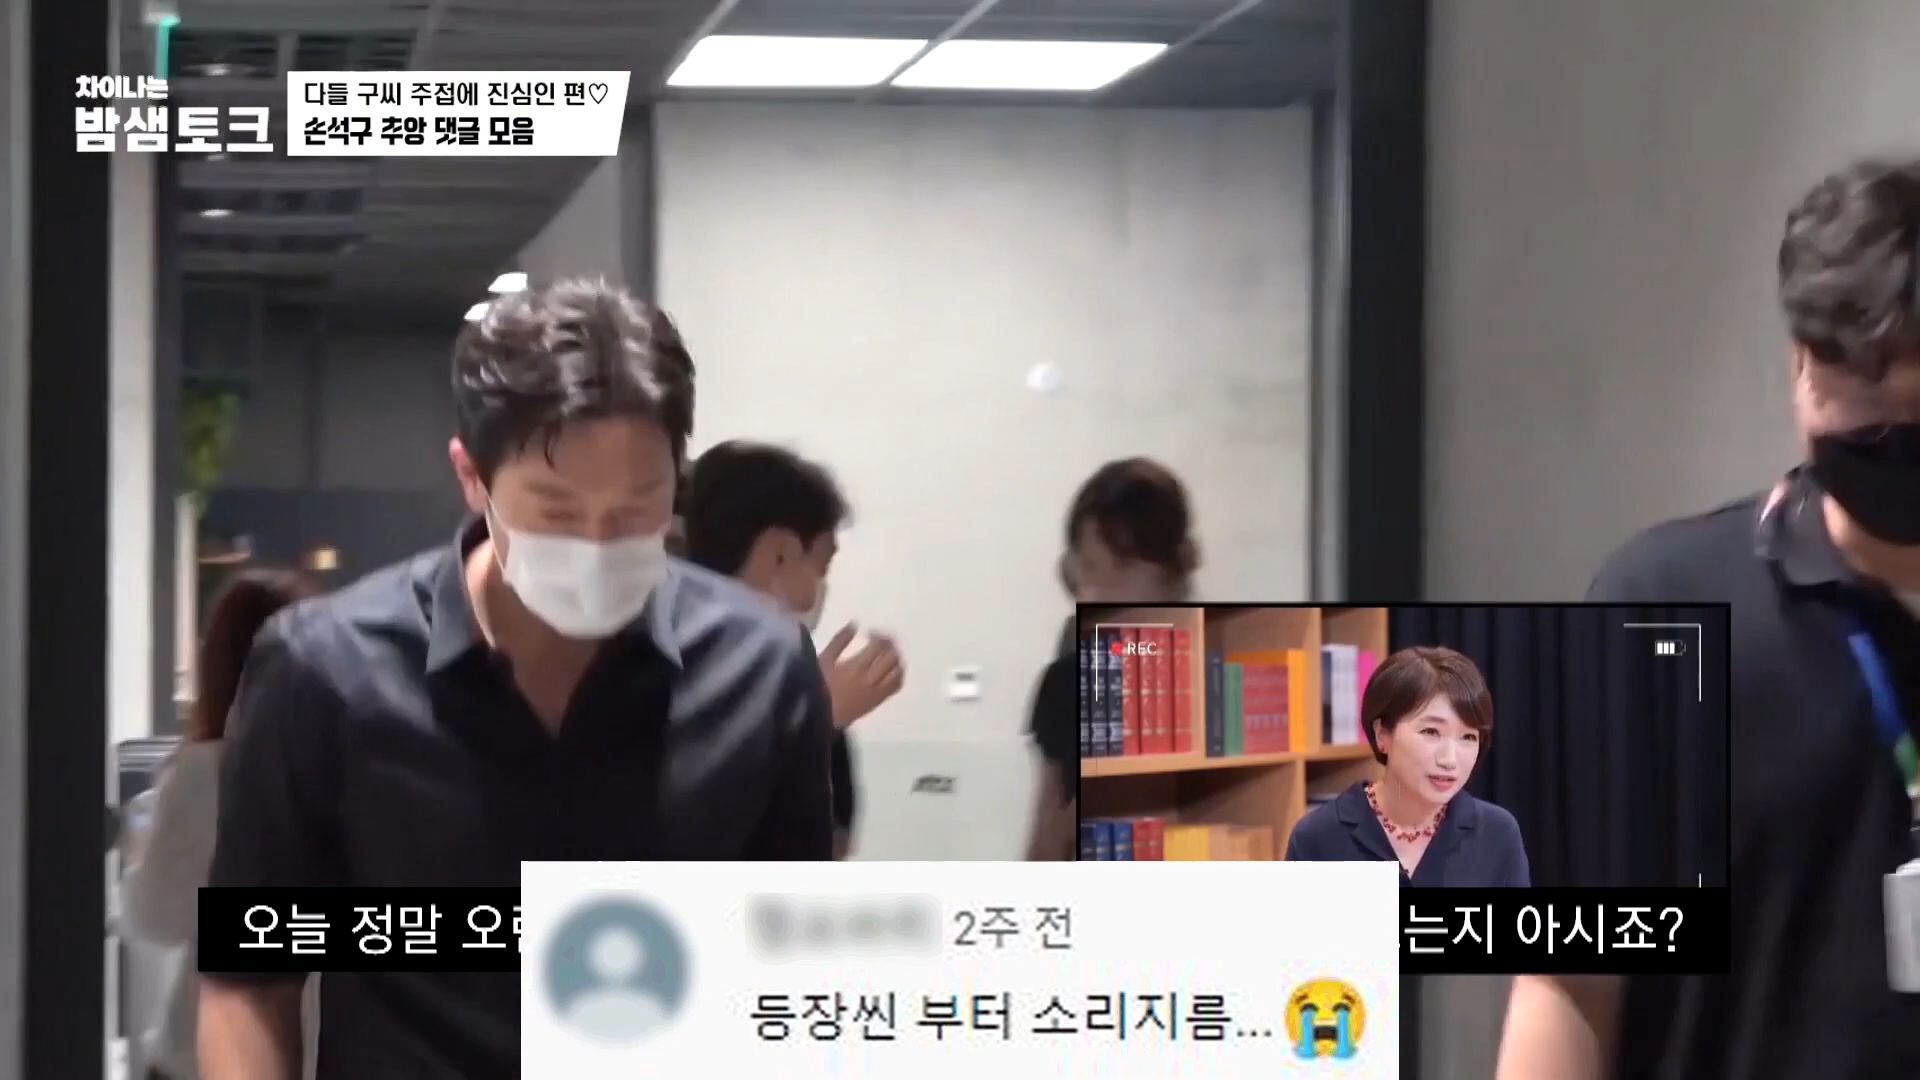 차이나는
밤샘토크
다들 구씨 주접에 진심인 편♡
손석구 추앙 댓글 모음
REC
오늘 정말
는지 아시죠?
2주 전
등장씬 부터 소리지름...😭